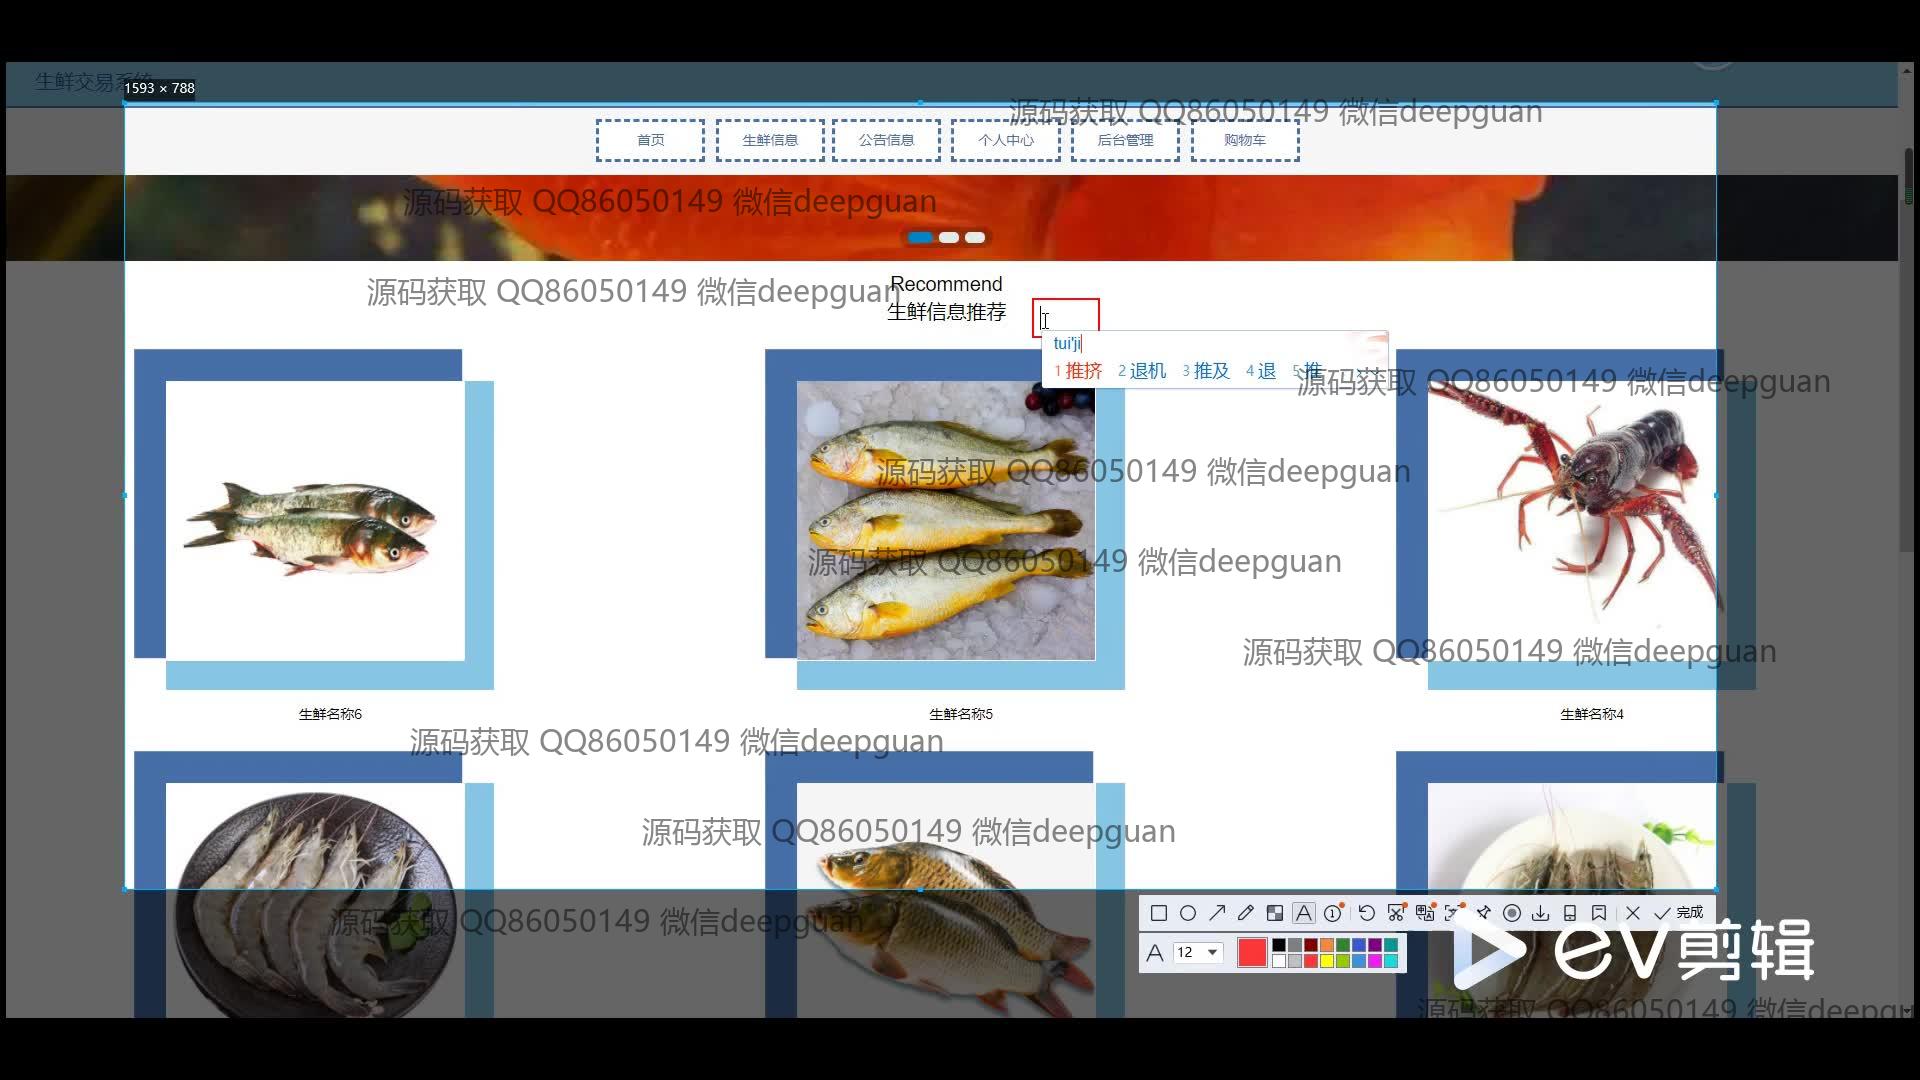 生鲜交易系统
1593 × 788
源码获取 QQ86050149 微信deepguan
首页
生鲜信息
公告信息
个人中心
后台管理
购物车
源码获取 QQ86050149 微信deepguan
Recommend
源码获取 QQ86050149 微信deepguan
生鲜信息推荐
tui'ji
1 推挤 2 退机 3 推及 4 退 5 推
源码获取 QQ86050149 微信deepguan
源码获取 QQ86050149 微信deepguan
源码获取 QQ86050149 微信deepguan
源码获取 QQ86050149 微信deepguan
生鲜名称6
生鲜名称5
生鲜名称4
源码获取 QQ86050149 微信deepguan
源码获取 QQ86050149 微信deepguan
源码获取 QQ86050149 微信deepguan
完成
A 12
ev剪辑
源码获取 QQ86050149 微信deepgu